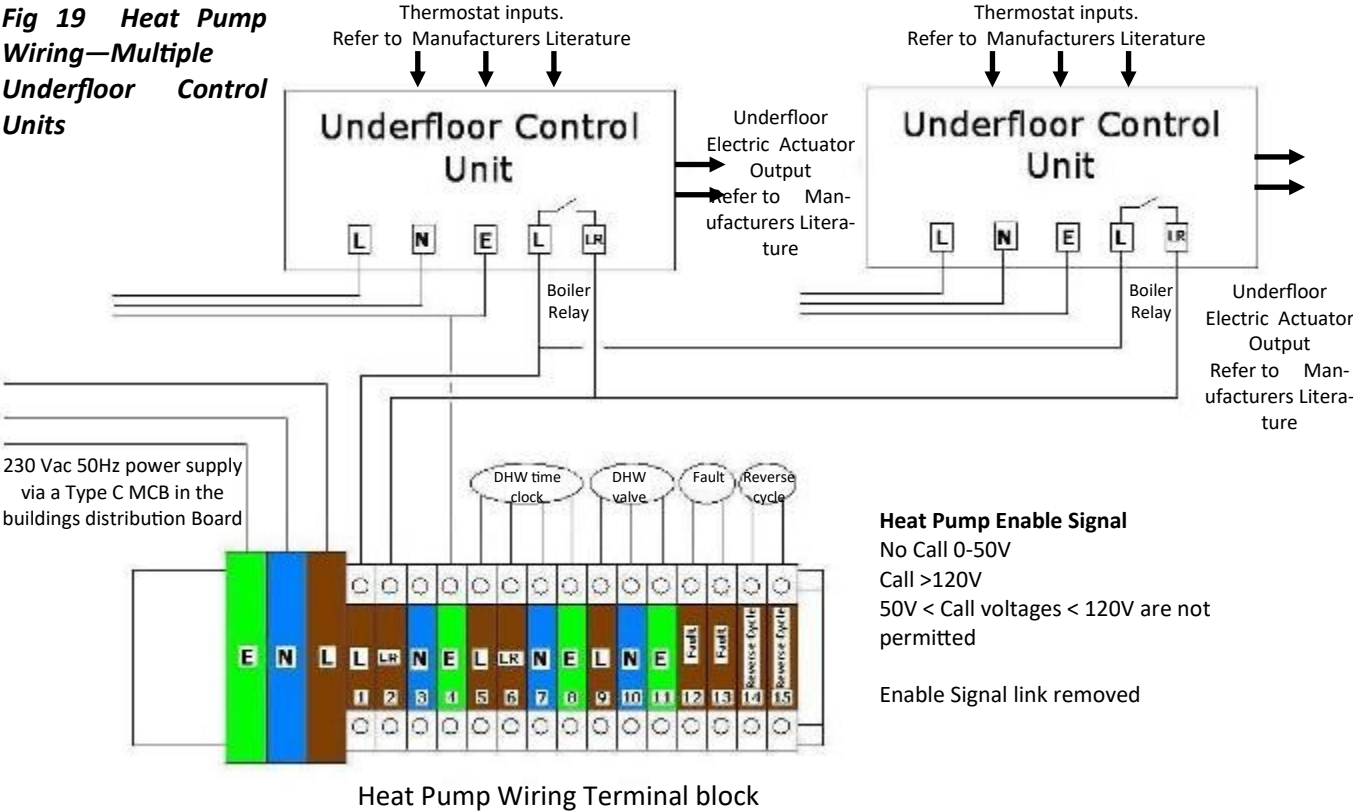 Fig 19 Heat Pump
Wiring—Multiple
Underfloor Control
Units
Thermostat inputs.
Refer to Manufacturers Literature
Thermostat inputs.
Refer to Manufacturers Literature
Underfloor Control
Unit
L N E L LR
Underfloor
Electric Actuator
Output
Refer to Man-
ufacturers Litera-
ture
Underfloor Control
Unit
L N E L LR
Boiler
Relay
Boiler
Relay
Underfloor
Electric Actuator
Output
Refer to Man-
ufacturers Litera-
ture
230 Vac 50Hz power supply
via a Type C MCB in the
buildings distribution Board
DHW time
clock
DHW
valve
Fault
Reverse
cycle
E N L L LR N E L LR N E L N E Fault Fault Reverse Cycle Reverse Cycle
1 2 3 4 5 6 7 8 9 10 11 12 13 14 15
Heat Pump Enable Signal
No Call 0-50V
Call >120V
50V < Call voltages < 120V are not
permitted
Enable Signal link removed
Heat Pump Wiring Terminal block